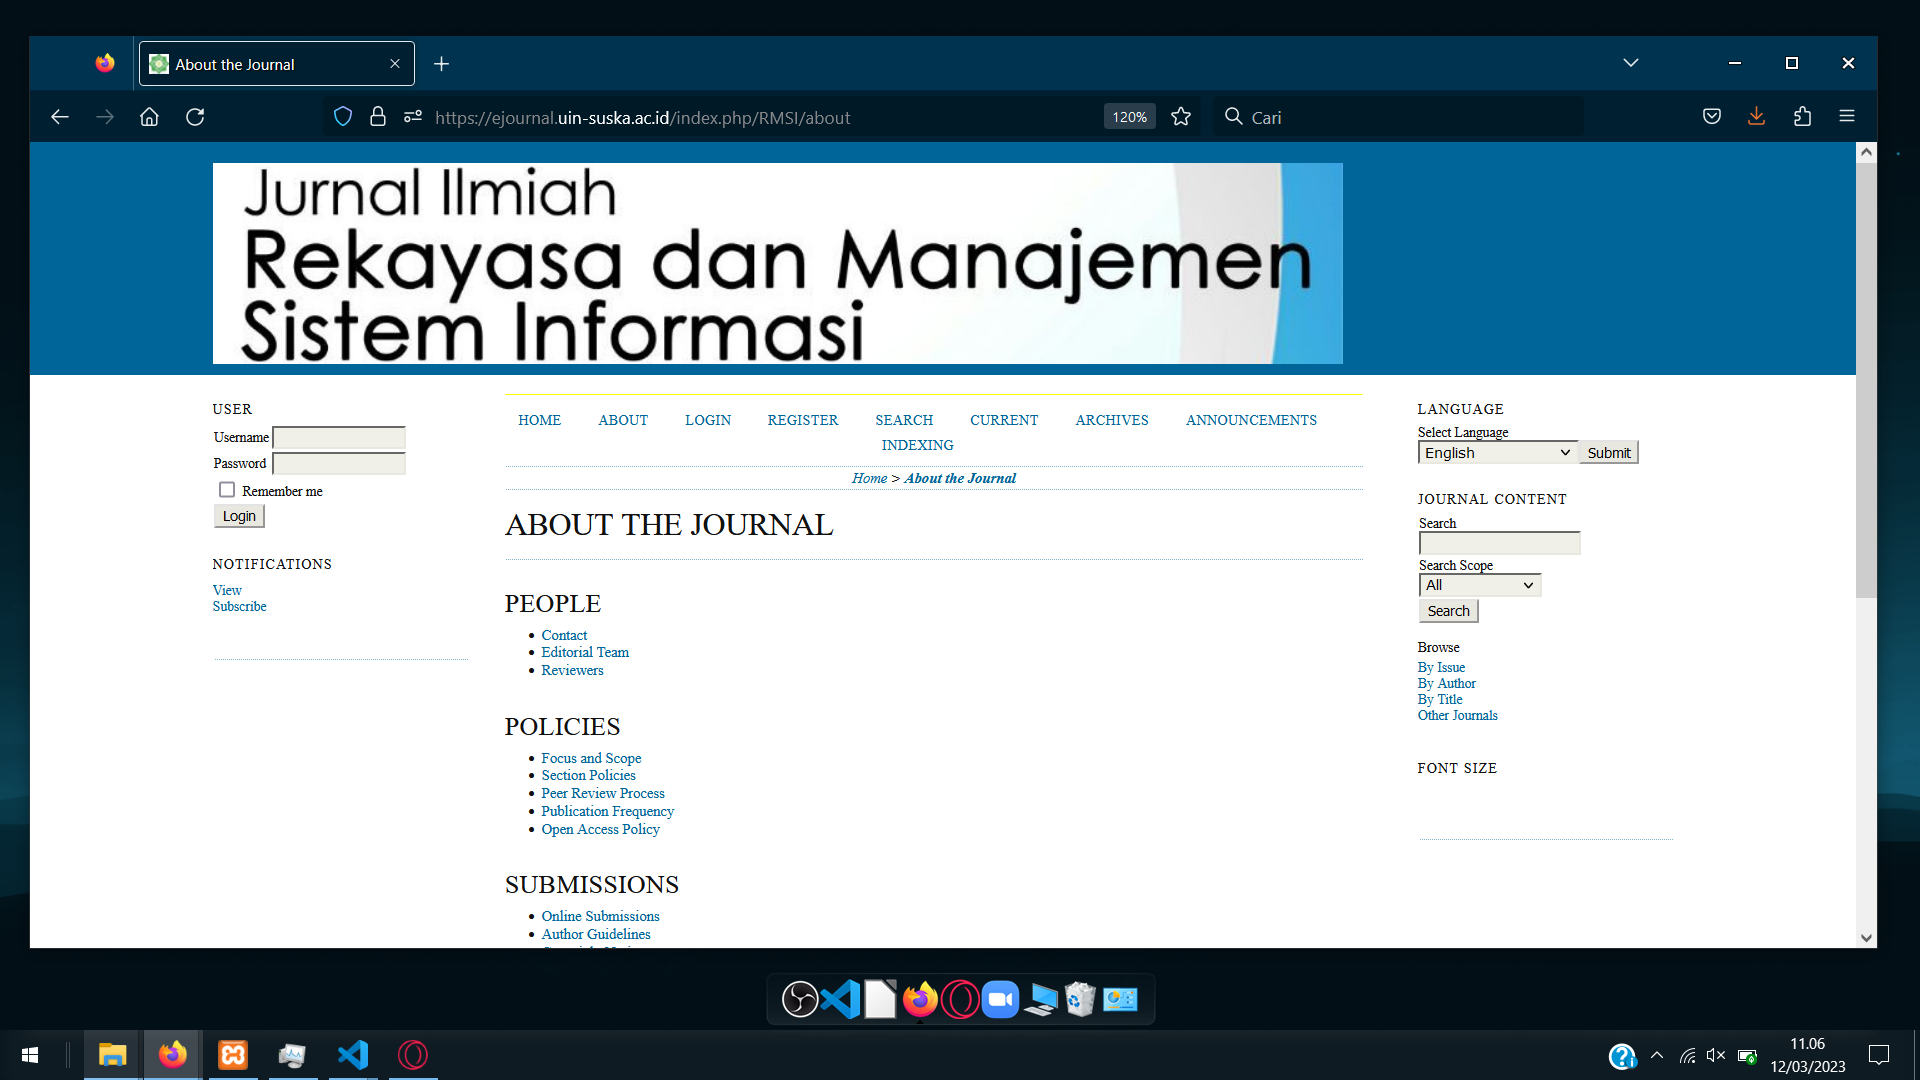 About the Journal
https://ejournal.uin-suska.ac.id/index.php/RMSI/about
120%
Cari
Jurnal Ilmiah
Rekayasa dan Manajemen
Sistem Informasi
USER
Username
Password
Remember me
Login
NOTIFICATIONS
View
Subscribe
HOME ABOUT LOGIN REGISTER SEARCH CURRENT ARCHIVES ANNOUNCEMENTS
INDEXING
Home > About the Journal
ABOUT THE JOURNAL
PEOPLE
• Contact
• Editorial Team
• Reviewers
POLICIES
• Focus and Scope
• Section Policies
• Peer Review Process
• Publication Frequency
• Open Access Policy
SUBMISSIONS
• Online Submissions
• Author Guidelines
LANGUAGE
Select Language
English Submit
JOURNAL CONTENT
Search
Search Scope
All
Search
Browse
By Issue
By Author
By Title
Other Journals
FONT SIZE
11.06
12/03/2023